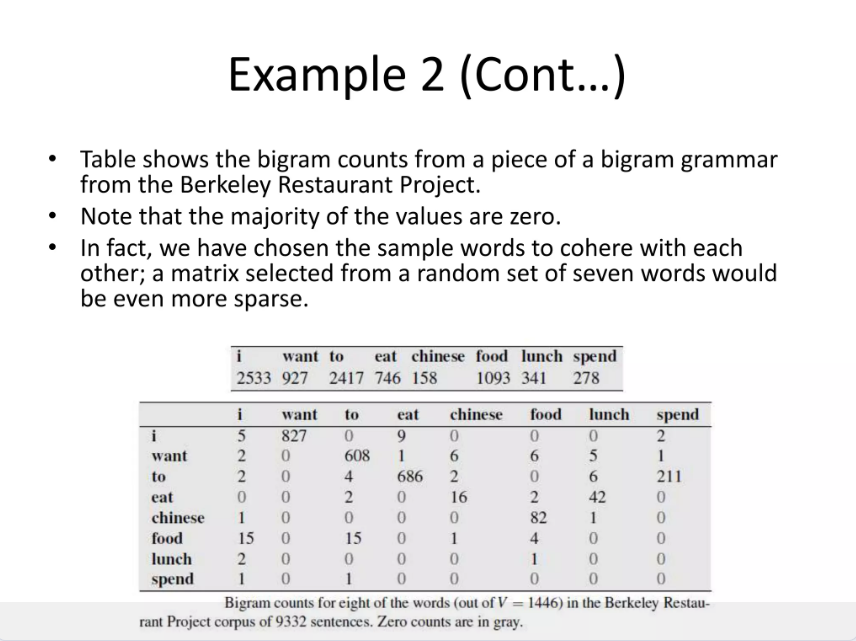 Example 2 (Cont…)
• Table shows the bigram counts from a piece of a bigram grammar
from the Berkeley Restaurant Project.
• Note that the majority of the values are zero.
• In fact, we have chosen the sample words to cohere with each
other; a matrix selected from a random set of seven words would
be even more sparse.
i want to eat chinese food lunch spend
2533 927 2417 746 158 1093 341 278
i want to eat chinese food lunch spend
i 5 827 0 9 0 0 0 2
want 2 0 608 1 6 6 5 1
to 2 0 4 686 2 0 6 211
eat 0 0 2 0 16 2 42 0
chinese 1 0 0 0 0 82 1 0
food 15 0 15 0 1 4 0 0
lunch 2 0 0 0 0 1 0 0
spend 1 0 1 0 0 0 0 0
Bigram counts for eight of the words (out of V = 1446) in the Berkeley Restau-
rant Project corpus of 9332 sentences. Zero counts are in gray.